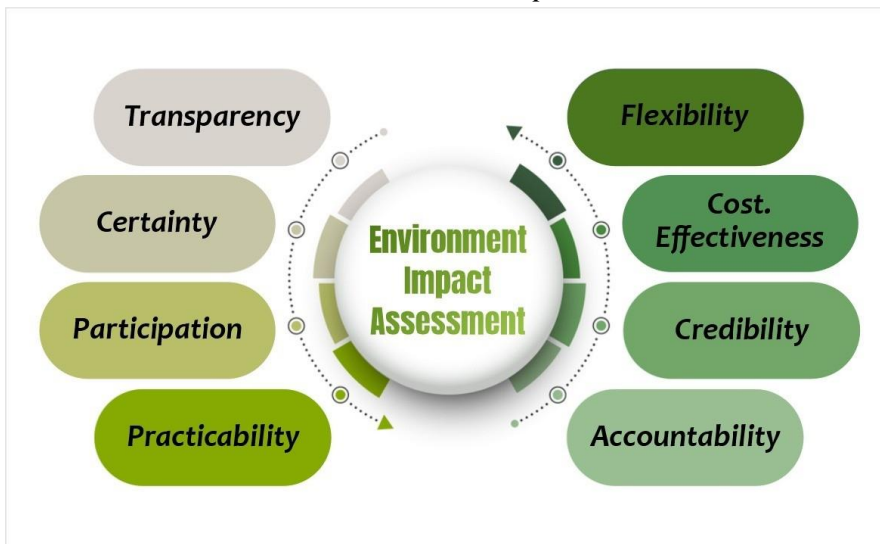 Transparency
Certainty
Participation
Practicability
Environment
Impact
Assessment
Flexibility
Cost.
Effectiveness
Credibility
Accountability